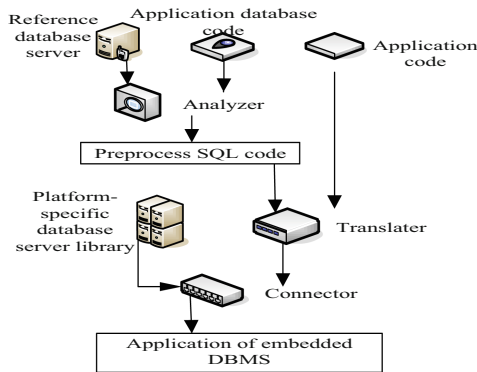 Reference
database
server
Application database
code
Application
code
Analyzer
Preprocess SQL code
Platform-
specific
database
server library
Translater
Connector
Application of embedded
DBMS